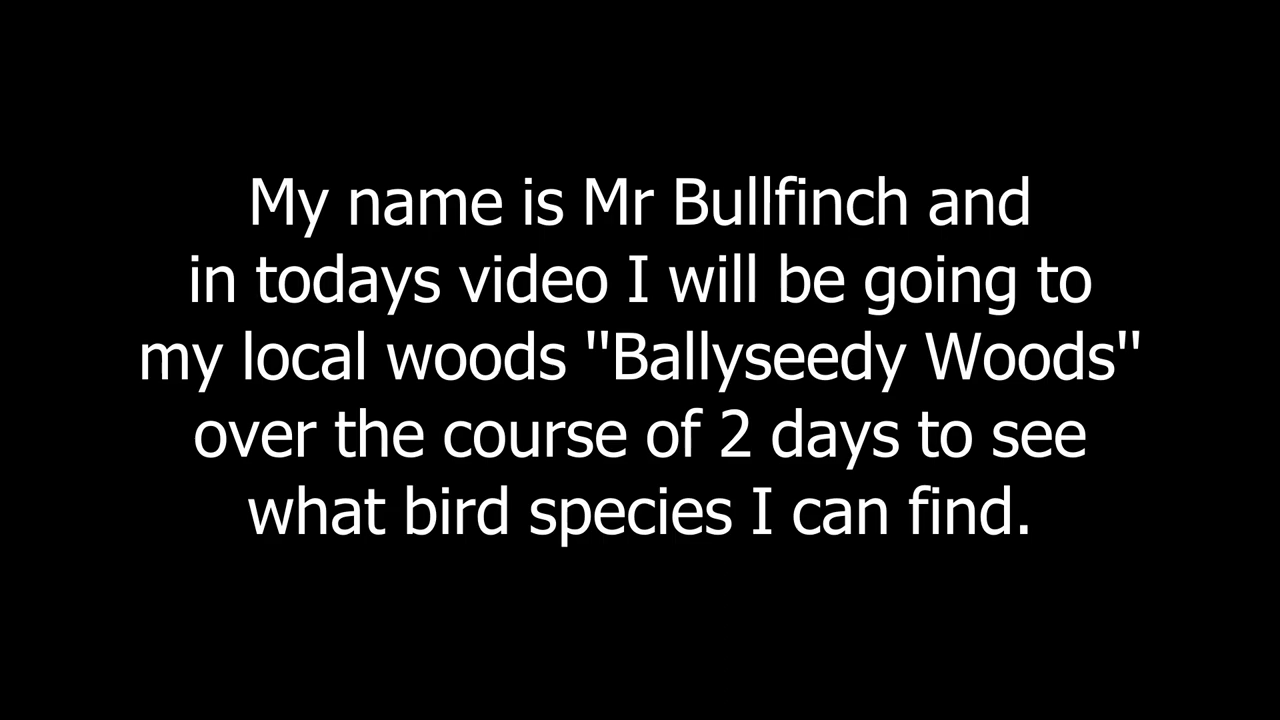 My name is Mr Bullfinch and
in todays video I will be going to
my local woods "Ballyseedy Woods"
over the course of 2 days to see
what bird species I can find.